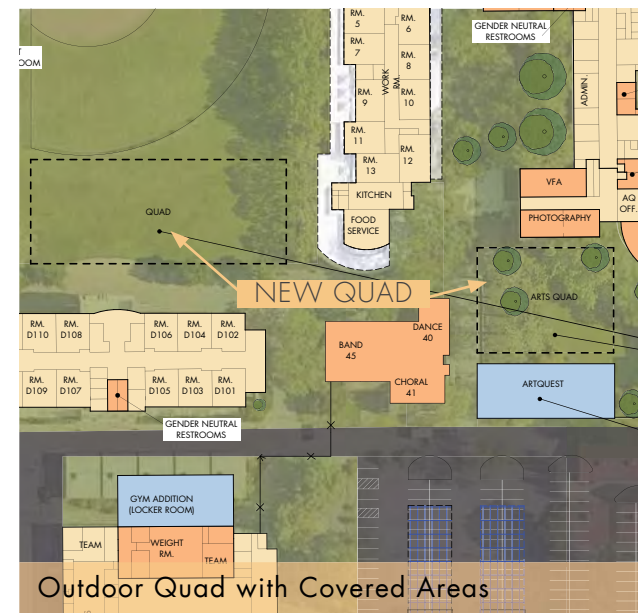 RM.
5
RM.
6
RM.
7
RM.
8
WORK
RM.
RM.
9
RM.
10
RM.
11
RM.
12
RM.
13
KITCHEN
FOOD
SERVICE
GENDER NEUTRAL
RESTROOMS
ADMIN.
OOM
VFA
AQ
OFF.
PHOTOGRAPHY
QUAD
NEW QUAD
ARTS QUAD
RM.
D110
RM.
D108
RM.
D106
RM.
D104
RM.
D102
RM.
D109
RM.
D107
RM.
D105
RM.
D103
RM.
D101
GENDER NEUTRAL
RESTROOMS
BAND
45
DANCE
40
CHORAL
41
ARTQUEST
GYM ADDITION
(LOCKER ROOM)
TEAM
WEIGHT
RM.
TEAM
Outdoor Quad with Covered Areas